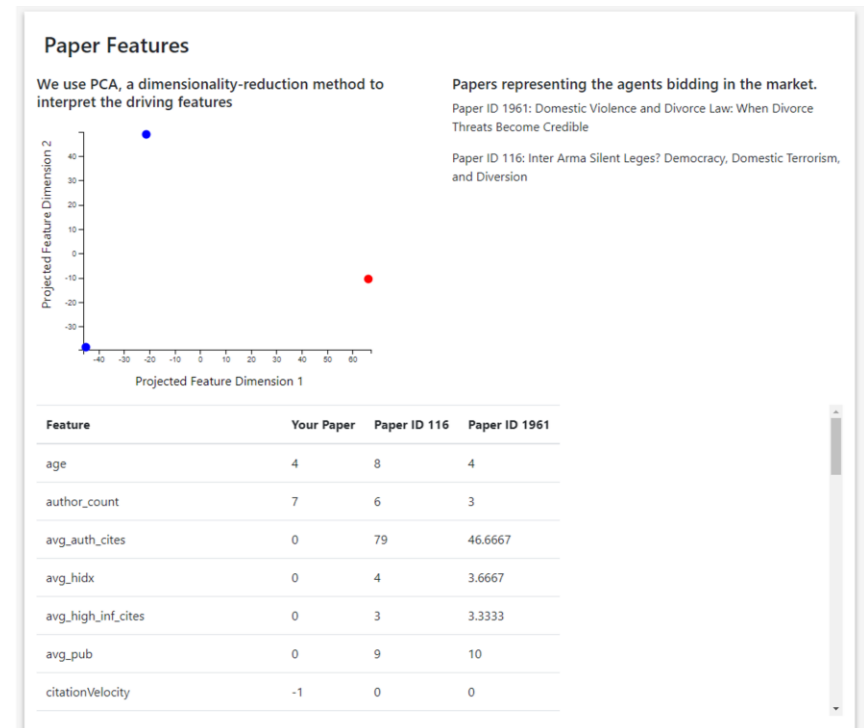 Paper Features
We use PCA, a dimensionality-reduction method to
interpret the driving features
Projected Feature Dimension 2
40
30
20
10
0
-10
-20
-30
-40 -30 -20 -10 0 10 20 30 40 50 60
Projected Feature Dimension 1
Papers representing the agents bidding in the market.
Paper ID 1961: Domestic Violence and Divorce Law: When Divorce
Threats Become Credible
Paper ID 116: Inter Arma Silent Leges? Democracy, Domestic Terrorism,
and Diversion
Feature Your Paper Paper ID 116 Paper ID 1961
age 4 8 4
author_count 7 6 3
avg_auth_cites 0 79 46.6667
avg_hidx 0 4 3.6667
avg_high_inf_cites 0 3 3.3333
avg_pub 0 9 10
citationVelocity -1 0 0